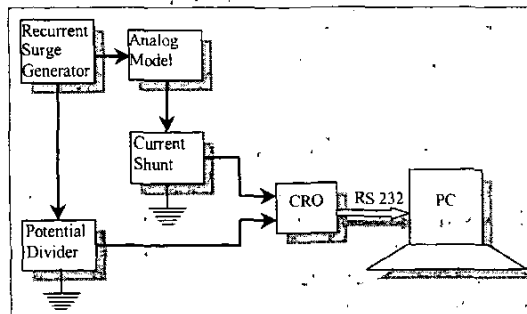 Recurrent
Surge
Generator
Analog
Model
Current
Shunt
CRO
RS 232
PC
Potential
Divider